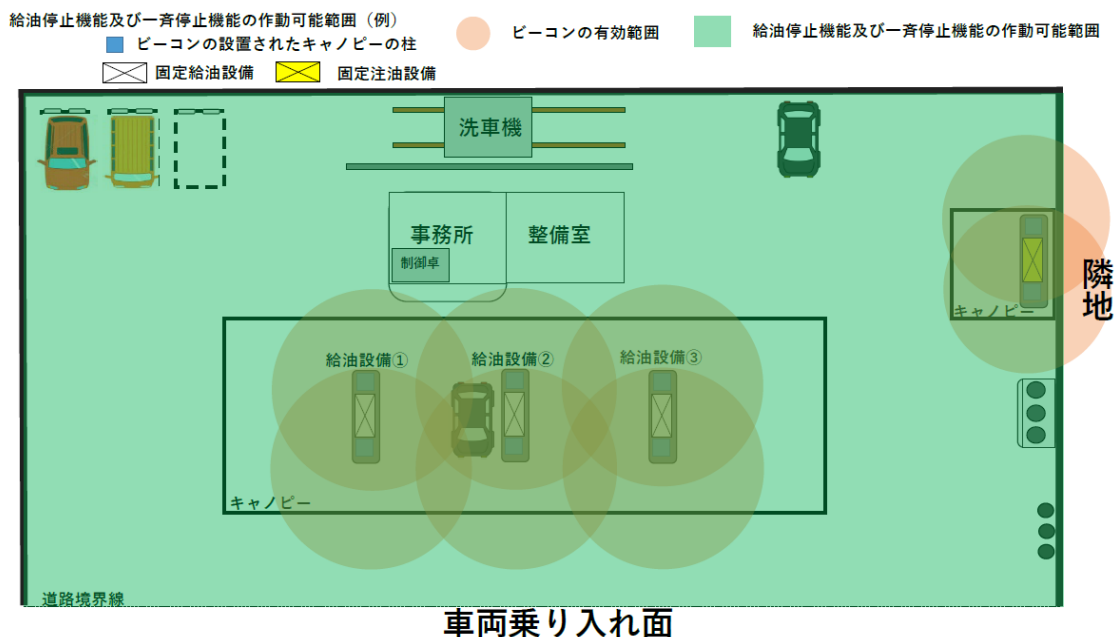 給油停止機能及び一斉停止機能の作動可能範囲（例）
ビーコンの設置されたキャノピーの柱
ビーコンの有効範囲
給油停止機能及び一斉停止機能の作動可能範囲
固定給油設備
固定注油設備
洗車機
事務所
整備室
制御卓
隣地
キャノピー
給油設備①
給油設備②
給油設備③
キャノピー
道路境界線
車両乗り入れ面